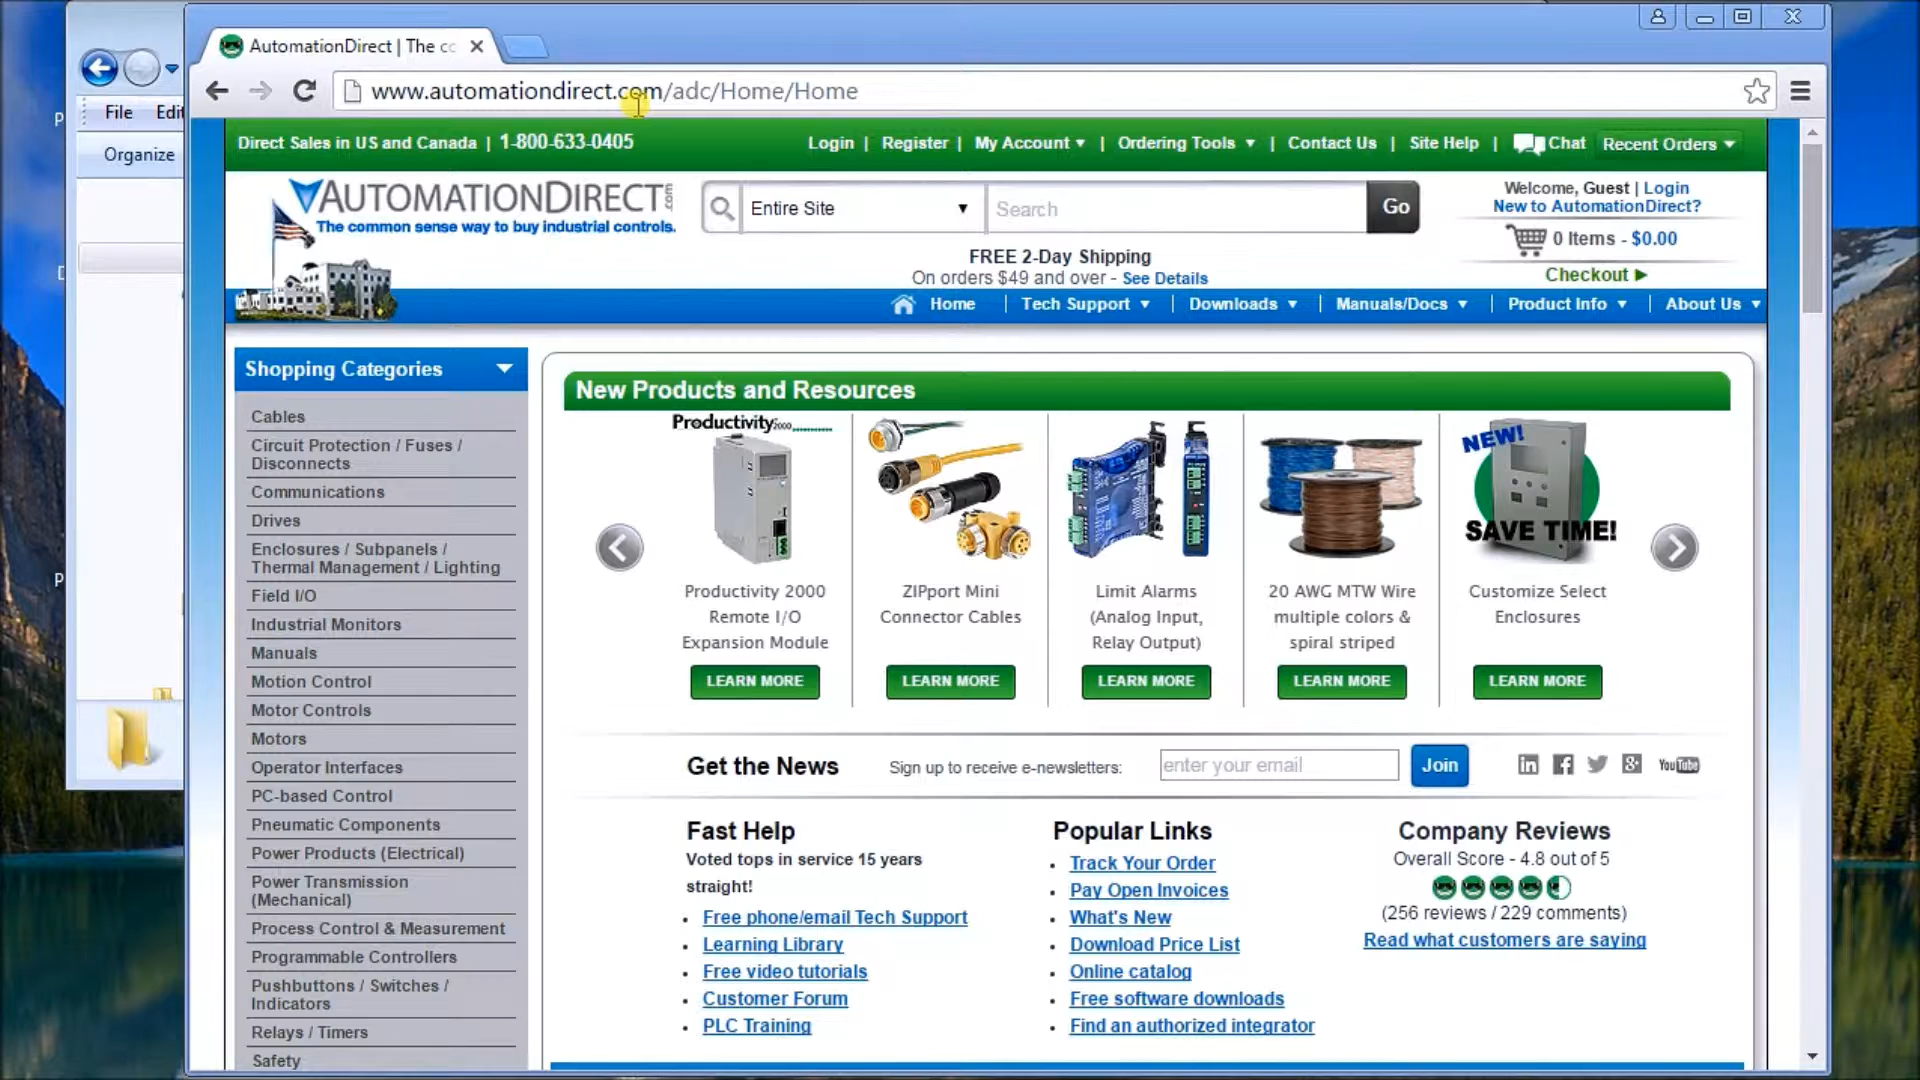 AutomationDirect | The co
www.automationdirect.com/adc/Home/Home
File Edit
Organize
Direct Sales in US and Canada | 1-800-633-0405
Login | Register | My Account | Ordering Tools | Contact Us | Site Help | Chat Recent Orders
AUTOMATIONDIRECT.com
The common sense way to buy industrial controls.
Entire Site Search Go
Welcome, Guest | Login
New to AutomationDirect?
0 Items - $0.00
Checkout
FREE 2-Day Shipping
On orders $49 and over - See Details
Home | Tech Support | Downloads | Manuals/Docs | Product Info | About Us
Shopping Categories
Cables
Circuit Protection / Fuses /
Disconnects
Communications
Drives
Enclosures / Subpanels /
Thermal Management / Lighting
Field I/O
Industrial Monitors
Manuals
Motion Control
Motor Controls
Motors
Operator Interfaces
PC-based Control
Pneumatic Components
Power Products (Electrical)
Power Transmission
(Mechanical)
Process Control & Measurement
Programmable Controllers
Pushbuttons / Switches /
Indicators
Relays / Timers
Safety
New Products and Resources
Productivity2000
Productivity 2000
Remote I/O
Expansion Module
LEARN MORE
ZIPport Mini
Connector Cables
LEARN MORE
Limit Alarms
(Analog Input,
Relay Output)
LEARN MORE
20 AWG MTW Wire
multiple colors &
spiral striped
LEARN MORE
NEW!
SAVE TIME!
Customize Select
Enclosures
LEARN MORE
Get the News Sign up to receive e-newsletters: enter your email Join
in f 8 YouTube
Fast Help
Voted tops in service 15 years
straight!
Free phone/email Tech Support
Learning Library
Free video tutorials
Customer Forum
PLC Training
Popular Links
Track Your Order
Pay Open Invoices
What's New
Download Price List
Online catalog
Free software downloads
Find an authorized integrator
Company Reviews
Overall Score - 4.8 out of 5
(256 reviews / 229 comments)
Read what customers are saying